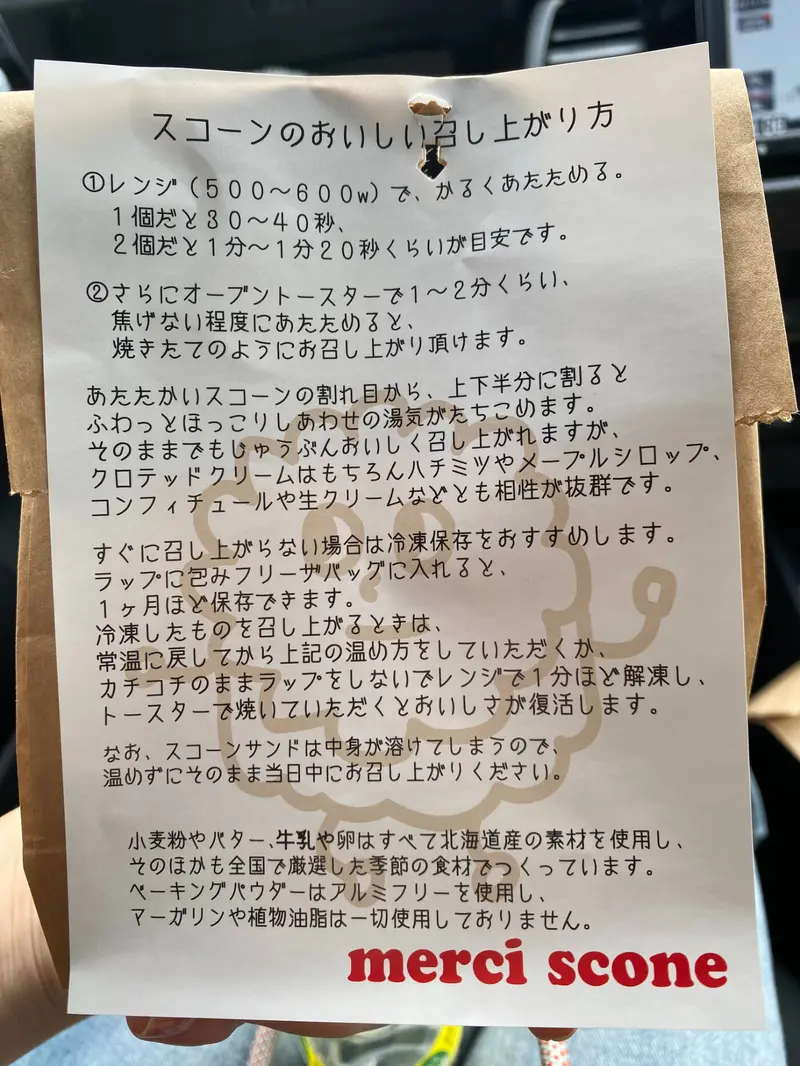 スコーンのおいしい召し上がり方
①レンジ（５００～６００w）で、かるくあたためる。
１個だと３０～４０秒、
２個だと１分～１分２０秒くらいが目安です。
②さらにオーブントースターで１～２分くらい、
焦げない程度にあたためると、
焼きたてのようにお召し上がり頂けます。
あたたかいスコーンの割れ目から、上下半分に割ると
ふわっとほっこりしあわせの湯気がたちこめます。
そのままでもじゅうぶんおいしく召し上がれますが、
クロテッドクリームはもちろんハチミツやメープルシロップ、
コンフィチュールや生クリームなどとも相性が抜群です。
すぐに召し上がらない場合は冷凍保存をおすすめします。
ラップに包みフリーザバッグに入れると、
１ヶ月ほど保存できます。
冷凍したものを召し上がるときは、
常温に戻してから上記の温め方をしていただくか、
カチコチのままラップをしないでレンジで１分ほど解凍し、
トースターで焼いていただくとおいしさが復活します。
なお、スコーンサンドは中身が溶けてしまうので、
温めずにそのまま当日中にお召し上がりください。
小麦粉やバター、牛乳や卵はすべて北海道産の素材を使用し、
そのほかも全国で厳選した季節の食材でつくっています。
ベーキングパウダーはアルミフリーを使用し、
マーガリンや植物油脂は一切使用しておりません。
merci scone